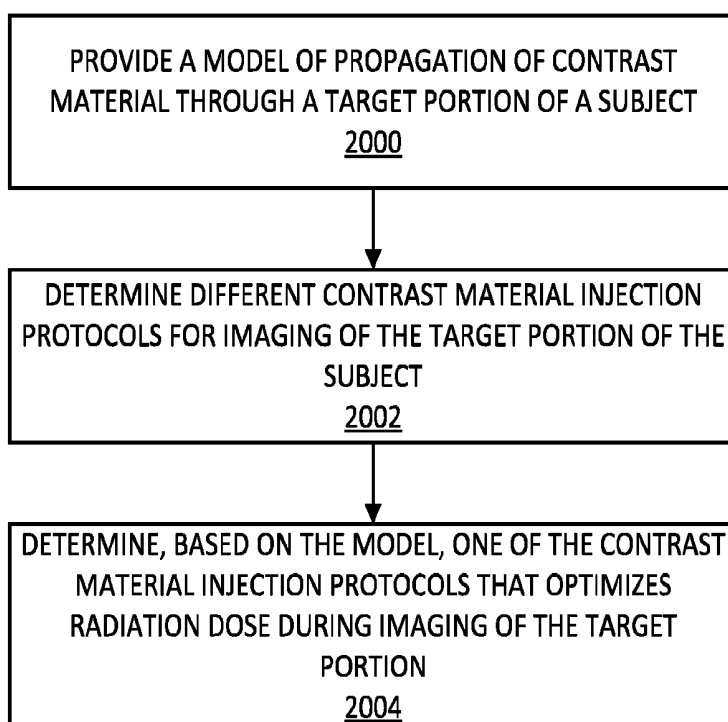 PROVIDE A MODEL OF PROPAGATION OF CONTRAST
MATERIAL THROUGH A TARGET PORTION OF A SUBJECT
2000
DETERMINE DIFFERENT CONTRAST MATERIAL INJECTION
PROTOCOLS FOR IMAGING OF THE TARGET PORTION OF THE
SUBJECT
2002
DETERMINE, BASED ON THE MODEL, ONE OF THE CONTRAST
MATERIAL INJECTION PROTOCOLS THAT OPTIMIZES
RADIATION DOSE DURING IMAGING OF THE TARGET
PORTION
2004